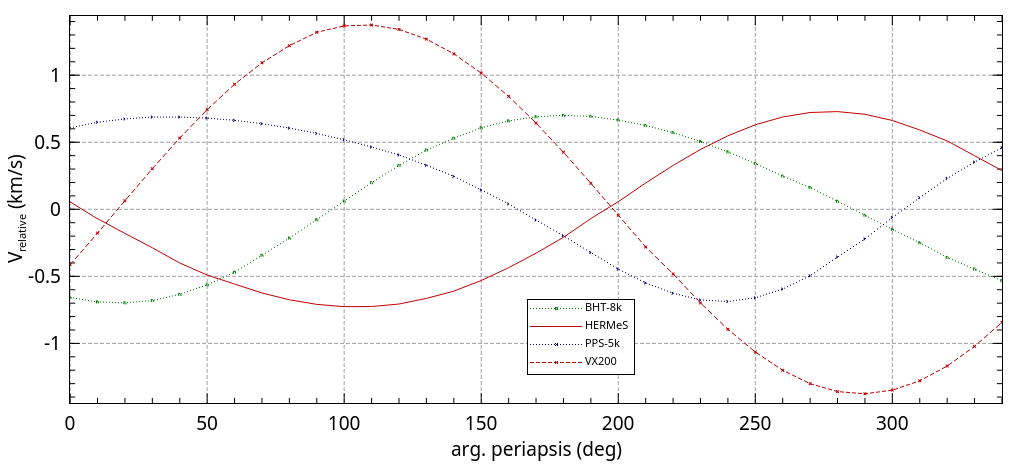 1
0.5
0
-0.5
-1
V relative (km/s)
BHT-8k
HERMeS
PPS-5k
VX200
0 50 100 150 200 250 300
arg. periapsis (deg)